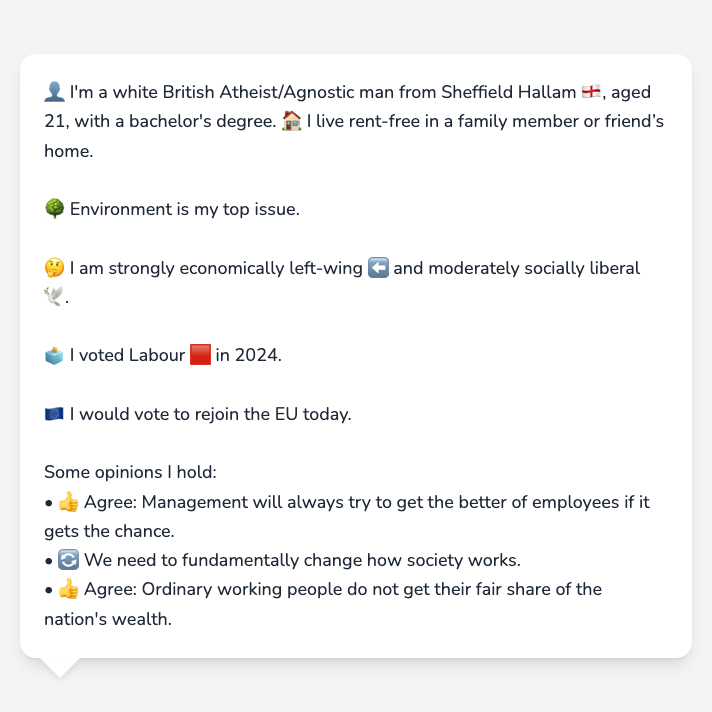 👤 I'm a white British Atheist/Agnostic man from Sheffield Hallam 🏴󠁧󠁢󠁥󠁮󠁧󠁿, aged
21, with a bachelor's degree. 🏠 I live rent-free in a family member or friend’s
home.
🌳 Environment is my top issue.
🤔 I am strongly economically left-wing ⬅️ and moderately socially liberal
🕊️.
🗳️ I voted Labour 🟥 in 2024.
🇪🇺 I would vote to rejoin the EU today.
Some opinions I hold:
• 👍 Agree: Management will always try to get the better of employees if it
gets the chance.
• 🔄 We need to fundamentally change how society works.
• 👍 Agree: Ordinary working people do not get their fair share of the
nation's wealth.